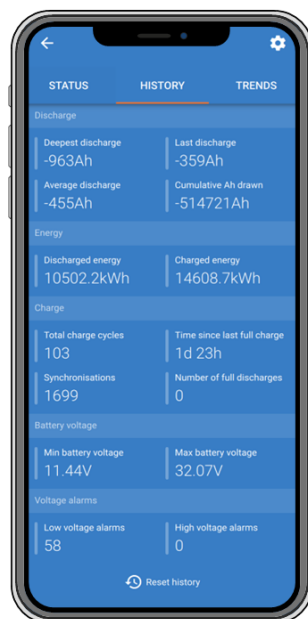 STATUS HISTORY TRENDS
Discharge
Deepest discharge Last discharge
-963Ah -359Ah
Average discharge Cumulative Ah drawn
-455Ah -514721Ah
Energy
Discharged energy Charged energy
10502.2kWh 14608.7kWh
Charge
Total charge cycles Time since last full charge
103 1d 23h
Synchronisations Number of full discharges
1699 0
Battery voltage
Min battery voltage Max battery voltage
11.44V 32.07V
Voltage alarms
Low voltage alarms High voltage alarms
58 0
Reset history